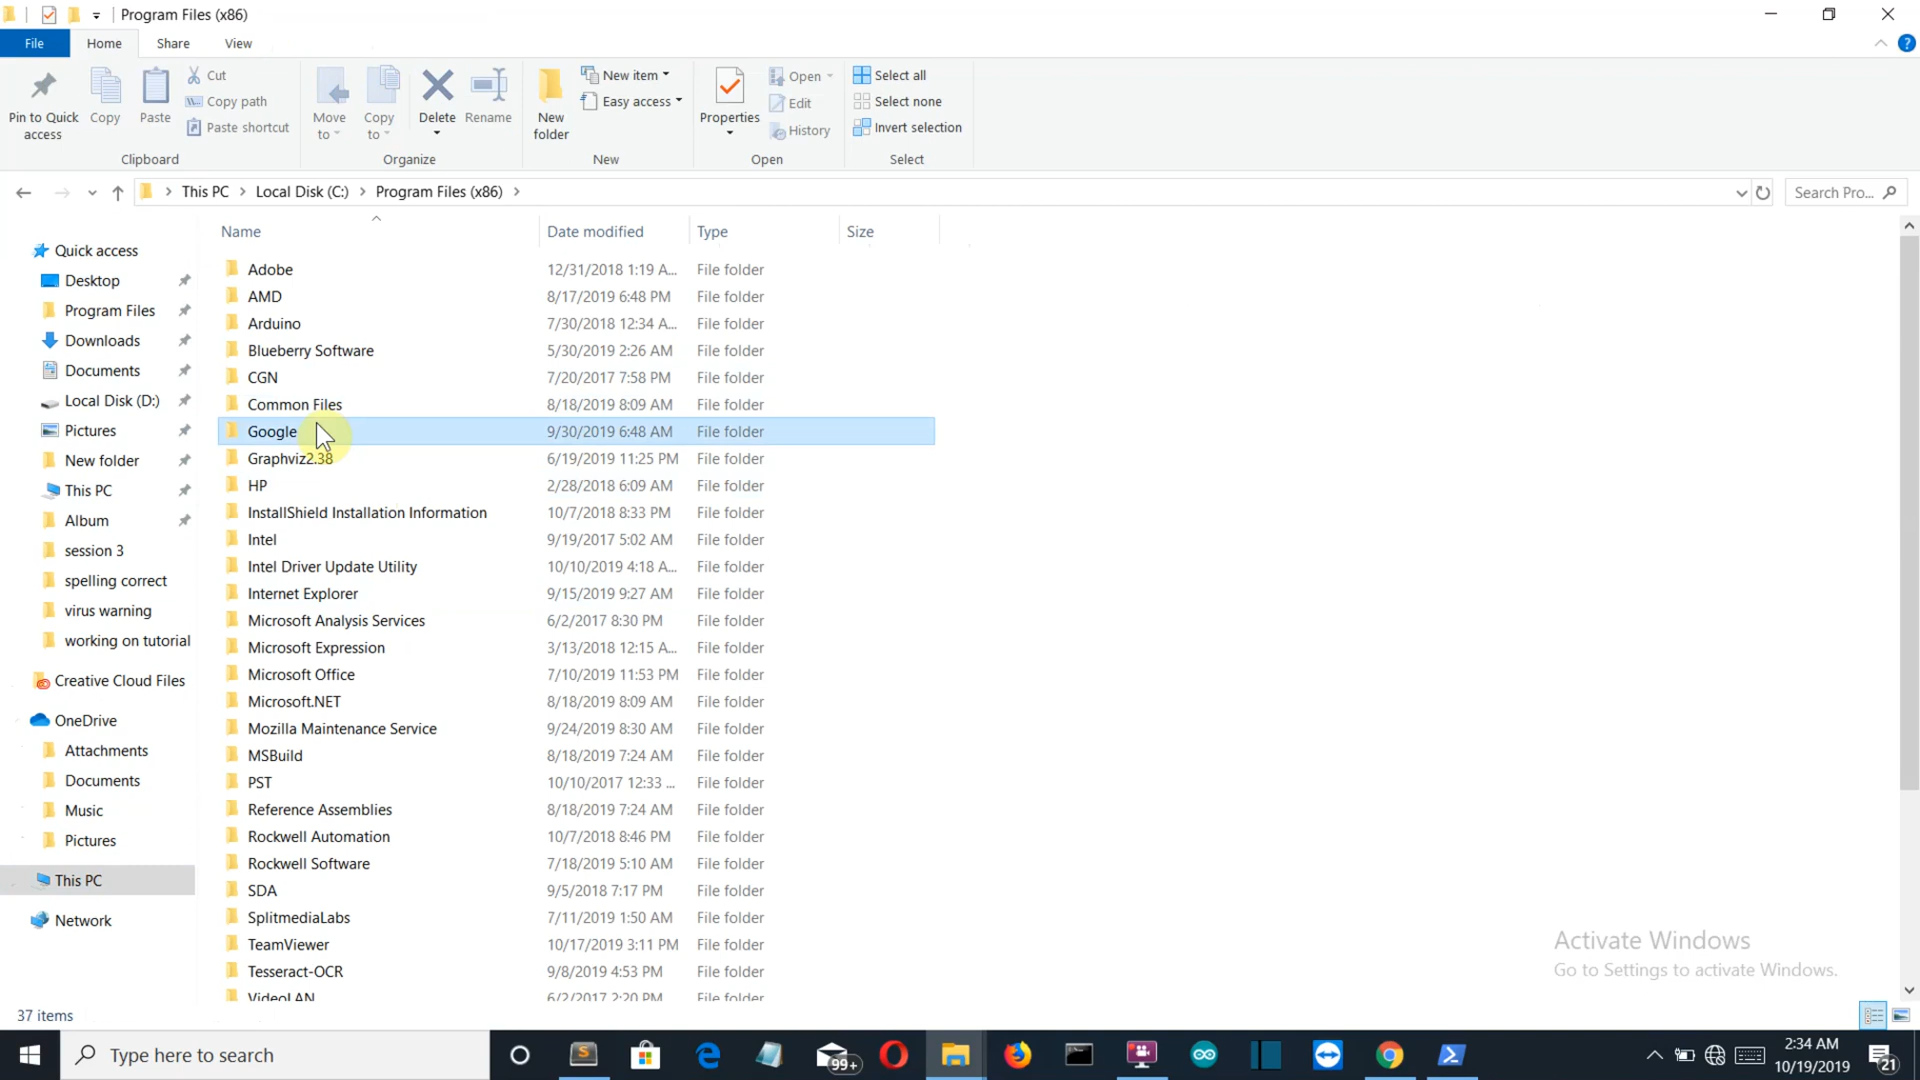 Program Files (x86)
File Home Share View
Pin to Quick access
Copy
Paste
Cut
Copy path
Paste shortcut
Clipboard
Move to
Copy to
Delete
Rename
Organize
New folder
New item
Easy access
New
Properties
Open
Edit
History
Open
Select all
Select none
Invert selection
Select
This PC > Local Disk (C:) > Program Files (x86) >
Search Pro...
Name Date modified Type Size
Quick access
Desktop
Program Files
Downloads
Documents
Local Disk (D:)
Pictures
New folder
This PC
Album
session 3
spelling correct
virus warning
working on tutorial
Creative Cloud Files
OneDrive
Attachments
Documents
Music
Pictures
This PC
Network
Adobe 12/31/2018 1:19 A... File folder
AMD 8/17/2019 6:48 PM File folder
Arduino 7/30/2018 12:34 A... File folder
Blueberry Software 5/30/2019 2:26 AM File folder
CGN 7/20/2017 7:58 PM File folder
Common Files 8/18/2019 8:09 AM File folder
Google 9/30/2019 6:48 AM File folder
Graphviz2.38 6/19/2019 11:25 PM File folder
HP 2/28/2018 6:09 AM File folder
InstallShield Installation Information 10/7/2018 8:33 PM File folder
Intel 9/19/2017 5:02 AM File folder
Intel Driver Update Utility 10/10/2019 4:18 A... File folder
Internet Explorer 9/15/2019 9:27 AM File folder
Microsoft Analysis Services 6/2/2017 8:30 PM File folder
Microsoft Expression 3/13/2018 12:15 A... File folder
Microsoft Office 7/10/2019 11:53 PM File folder
Microsoft.NET 8/18/2019 8:09 AM File folder
Mozilla Maintenance Service 9/24/2019 8:30 AM File folder
MSBuild 8/18/2019 7:24 AM File folder
PST 10/10/2017 12:33 ... File folder
Reference Assemblies 8/18/2019 7:24 AM File folder
Rockwell Automation 10/7/2018 8:46 PM File folder
Rockwell Software 7/18/2019 5:10 AM File folder
SDA 9/5/2018 7:17 PM File folder
SplitmediaLabs 7/11/2019 1:50 AM File folder
TeamViewer 10/17/2019 3:11 PM File folder
Tesseract-OCR 9/8/2019 4:53 PM File folder
VideoLAN 6/2/2017 2:20 PM File folder
Activate Windows
Go to Settings to activate Windows.
37 items
Type here to search
99+
2:34 AM
10/19/2019
21